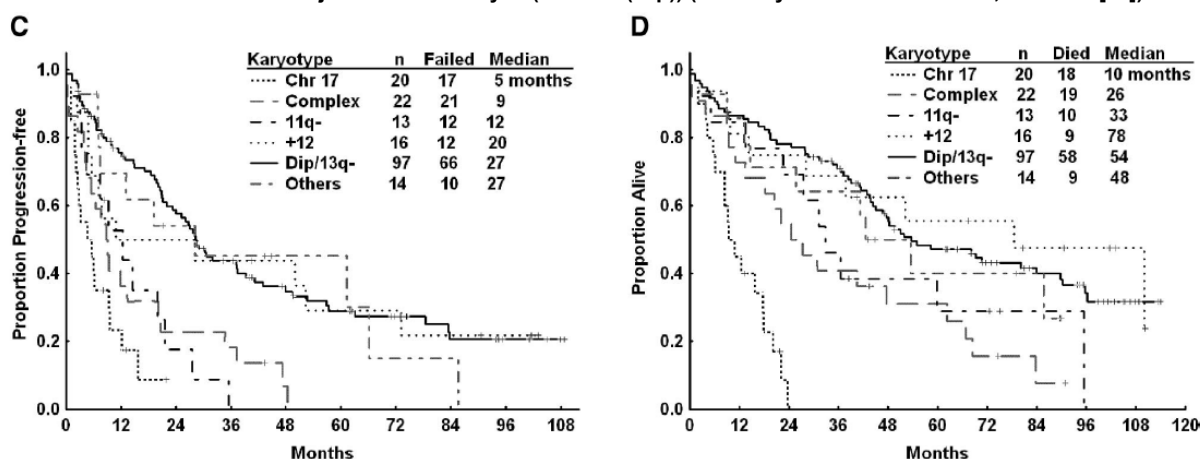 C
Karyotype n Failed Median
Chr 17 20 17 5 months
Complex 22 21 9
11q- 13 12 12
+12 16 12 20
Dip/13q- 97 66 27
Others 14 10 27
Proportion Progression-free
1.0
0.8
0.6
0.4
0.2
0.0
0 12 24 36 48 60 72 84 96 108
Months
D
Karyotype n Died Median
Chr 17 20 18 10 months
Complex 22 19 26
11q- 13 10 33
+12 16 9 78
Dip/13q- 97 58 54
Others 14 9 48
Proportion Alive
1.0
0.8
0.6
0.4
0.2
0.0
0 12 24 36 48 60 72 84 96 108 120
Months